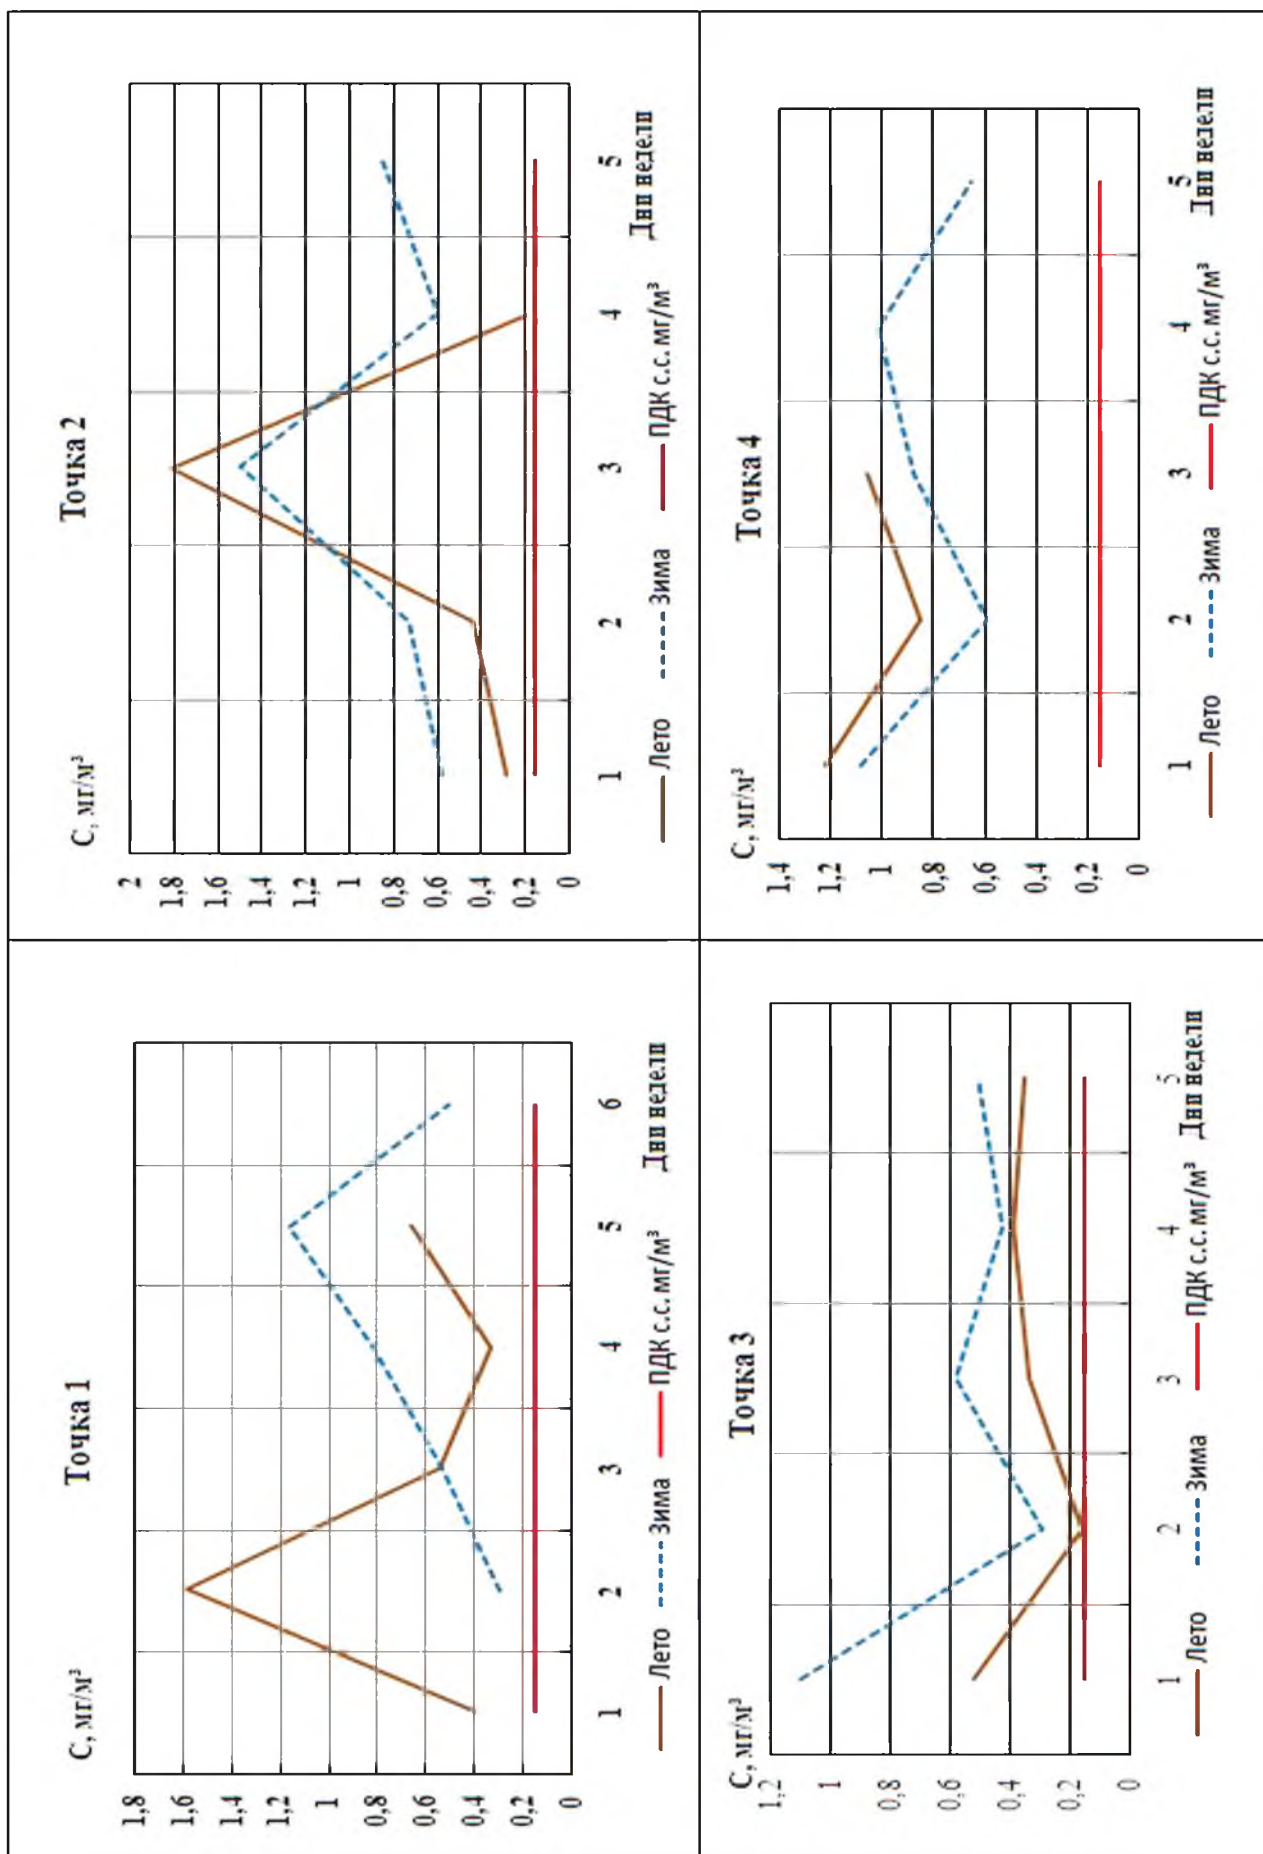 Точка 1
С, мг/м³
1,8
1,6
1,4
1,2
1
0,8
0,6
0,4
0,2
0
1 2 3 4 5 6
Дни недели
Лето Зима ПДК с.с. мг/м³
Точка 2
С, мг/м³
2
1,8
1,6
1,4
1,2
1
0,8
0,6
0,4
0,2
0
1 2 3 4 5
Дни недели
Лето Зима ПДК с.с. мг/м³
Точка 3
С, мг/м³
1,2
1
0,8
0,6
0,4
0,2
0
1 2 3 4 5
Дни недели
Лето Зима ПДК с.с. мг/м³
Точка 4
С, мг/м³
1,4
1,2
1
0,8
0,6
0,4
0,2
0
1 2 3 4 5
Дни недели
Лето Зима ПДК с.с. мг/м³